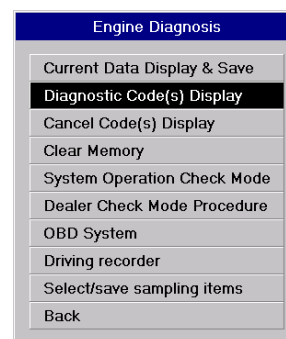 Engine Diagnosis
Current Data Display & Save
Diagnostic Code(s) Display
Cancel Code(s) Display
Clear Memory
System Operation Check Mode
Dealer Check Mode Procedure
OBD System
Driving recorder
Select/save sampling items
Back